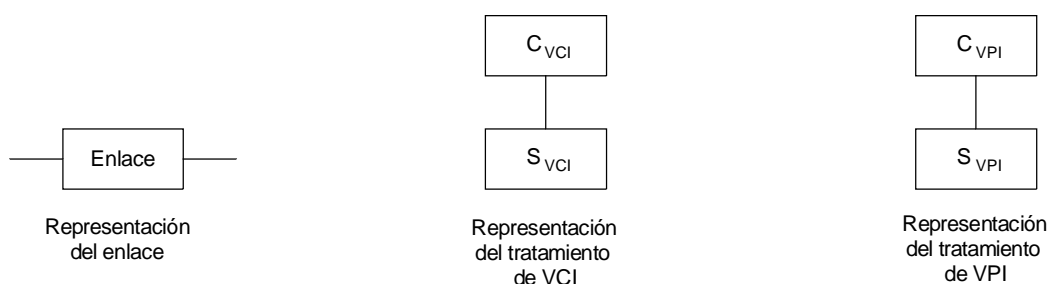 C VCI
C VPI
Enlace
S VCI
S VPI
Representación
del enlace
Representación
del tratamiento
de VCI
Representación
del tratamiento
de VPI